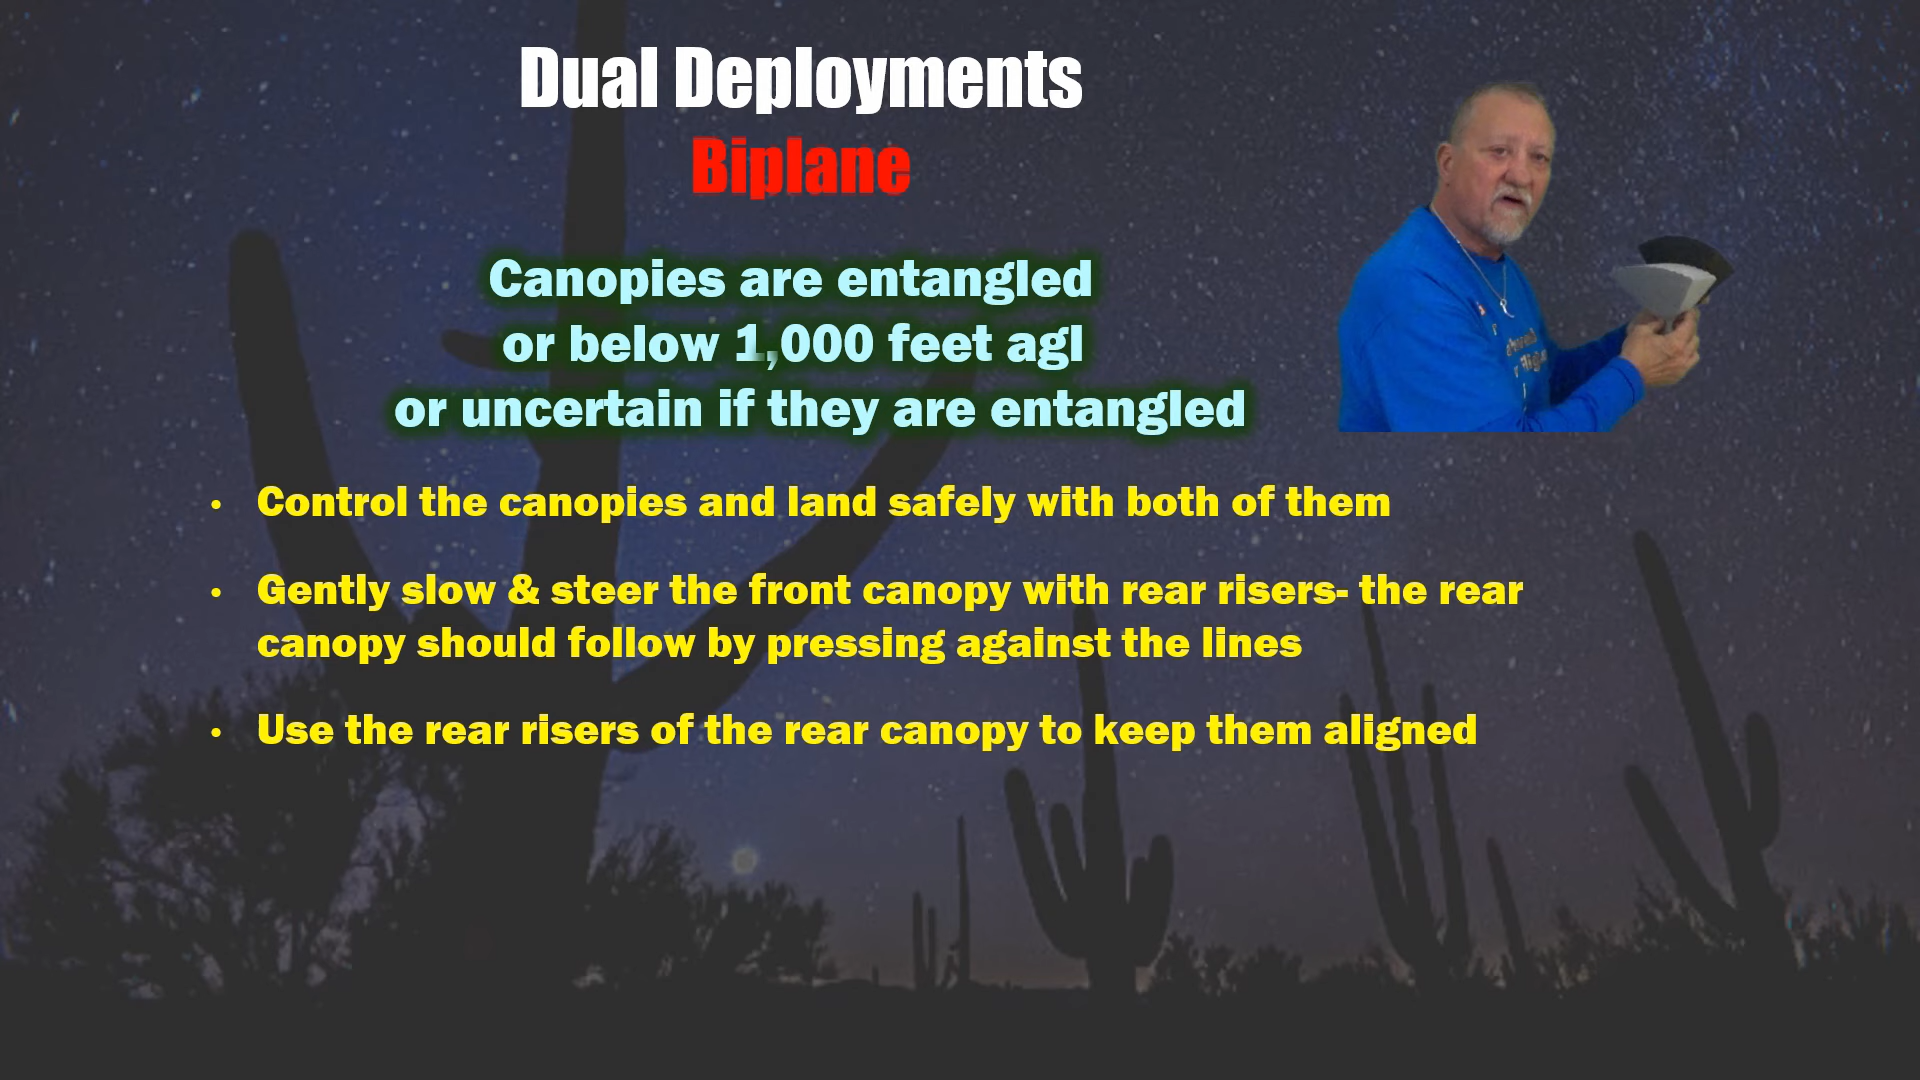 Dual Deployments
Biplane
Canopies are entangled
or below 1,000 feet agl
or uncertain if they are entangled
• Control the canopies and land safely with both of them
• Gently slow & steer the front canopy with rear risers- the rear
canopy should follow by pressing against the lines
• Use the rear risers of the rear canopy to keep them aligned